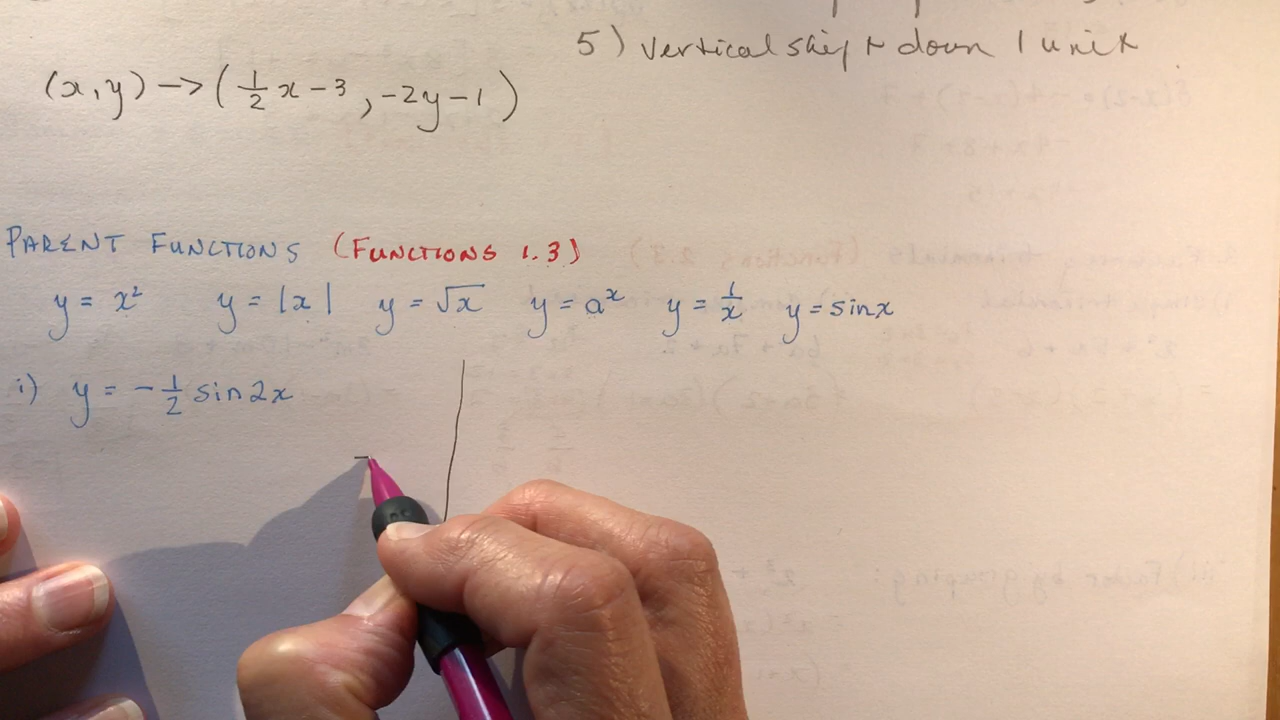 5) vertical shift down 1 unit
(x,y) -> (1/2 x - 3, -2y - 1)
PARENT FUNCTIONS (FUNCTIONS 1.3)
y = x² y = |x| y = √x y = aˣ y = 1/x y = sin x
i) y = -1/2 sin 2x